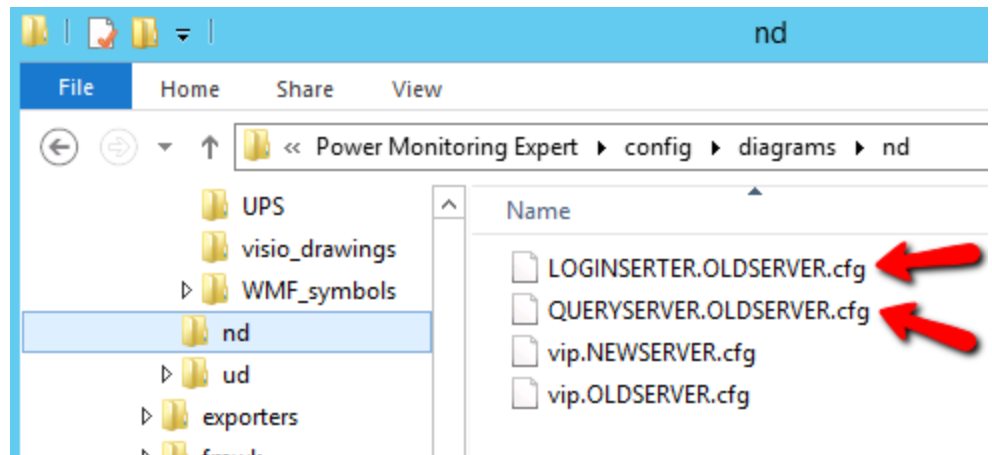 nd
File Home Share View
« Power Monitoring Expert config diagrams nd
UPS
visio_drawings
WMF_symbols
nd
ud
exporters
Name
LOGINSERTER.OLDSERVER.cfg
QUERYSERVER.OLDSERVER.cfg
vip.NEWSERVER.cfg
vip.OLDSERVER.cfg